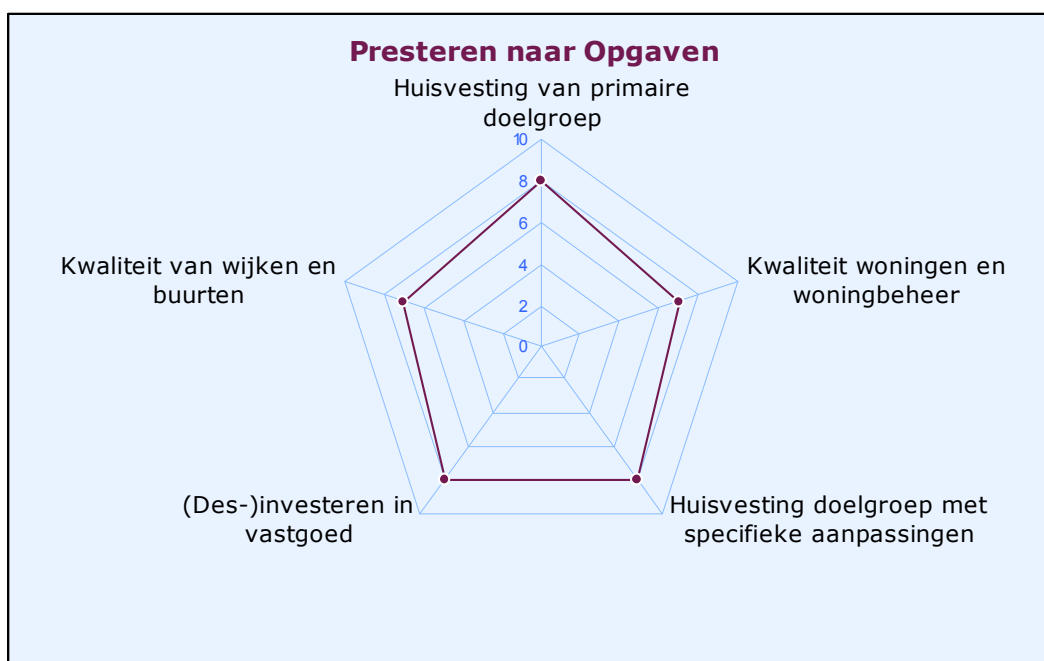 Presteren naar Opgaven
Huisvesting van primaire
doelgroep
10
8
6
4
2
0
Kwaliteit van wijken en
buurten
Kwaliteit woningen en
woningbeheer
(Des-)investeren in
vastgoed
Huisvesting doelgroep met
specifieke aanpassingen